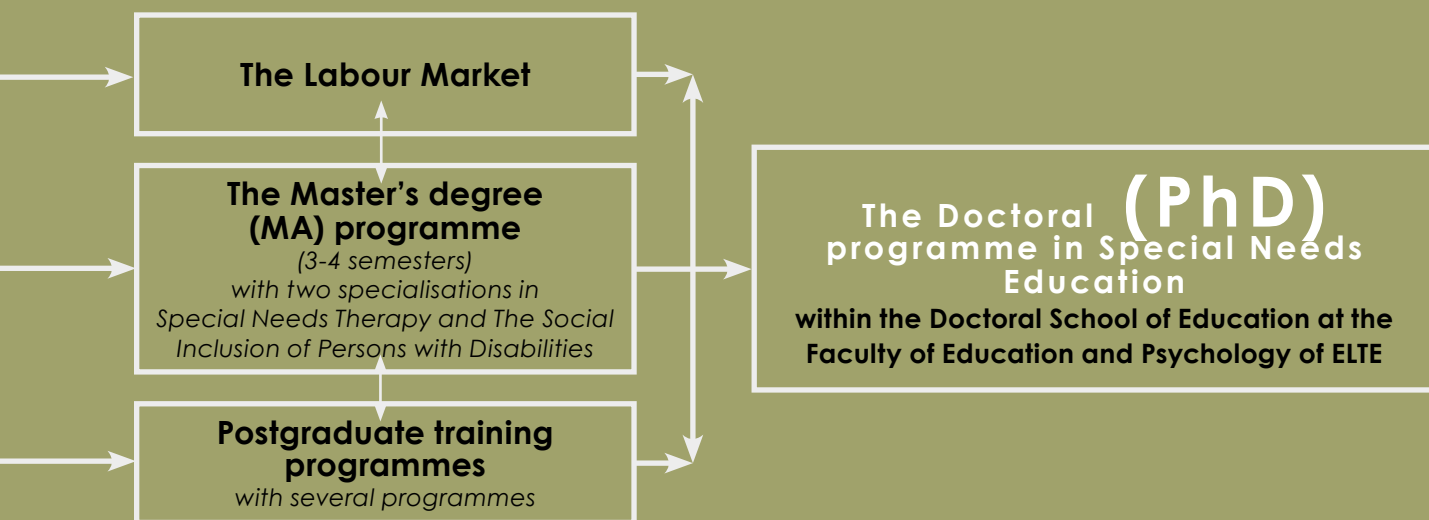 The Labour Market
The Master's degree
(MA) programme
(3-4 semesters)
with two specialisations in
Special Needs Therapy and The Social
Inclusion of Persons with Disabilities
Postgraduate training
programmes
with several programmes
The Doctoral (PhD)
programme in Special Needs
Education
within the Doctoral School of Education at the
Faculty of Education and Psychology of ELTE